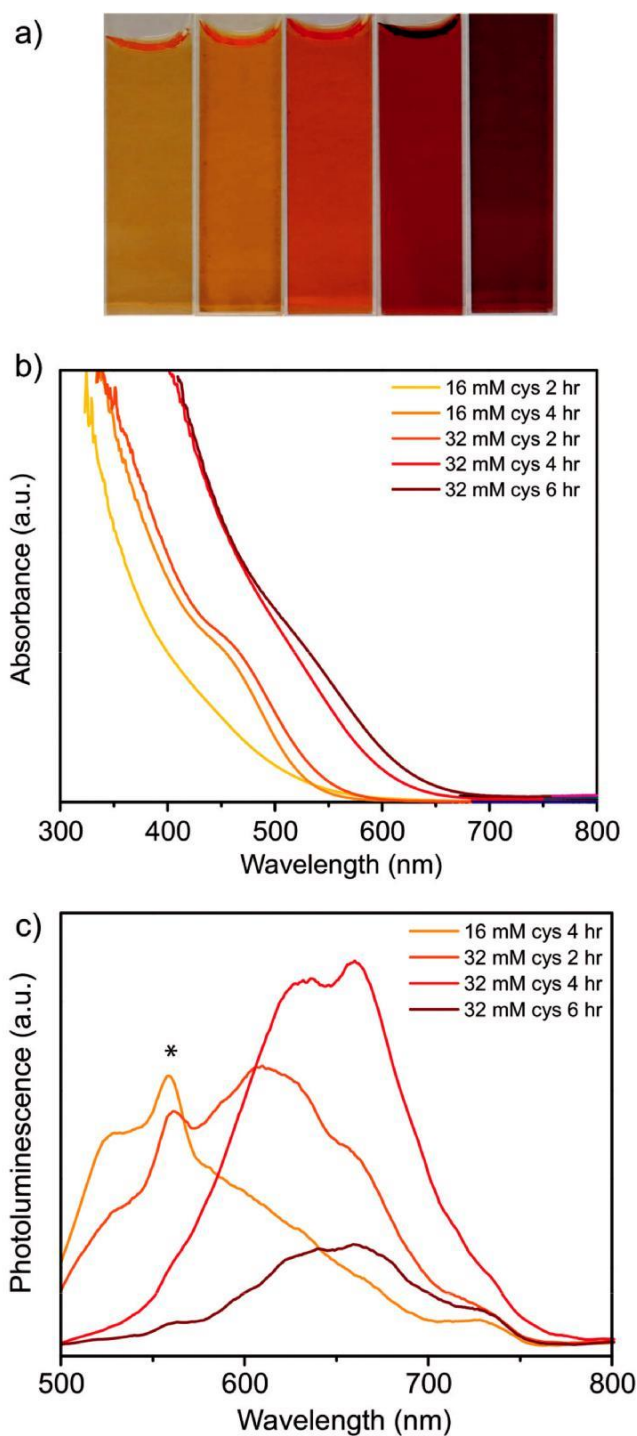 a)
b)
16 mM cys 2 hr
16 mM cys 4 hr
32 mM cys 2 hr
32 mM cys 4 hr
32 mM cys 6 hr
Absorbance (a.u.)
300 400 500 600 700 800
Wavelength (nm)
c)
16 mM cys 4 hr
32 mM cys 2 hr
32 mM cys 4 hr
32 mM cys 6 hr
*
Photoluminescence (a.u.)
500 600 700 800
Wavelength (nm)